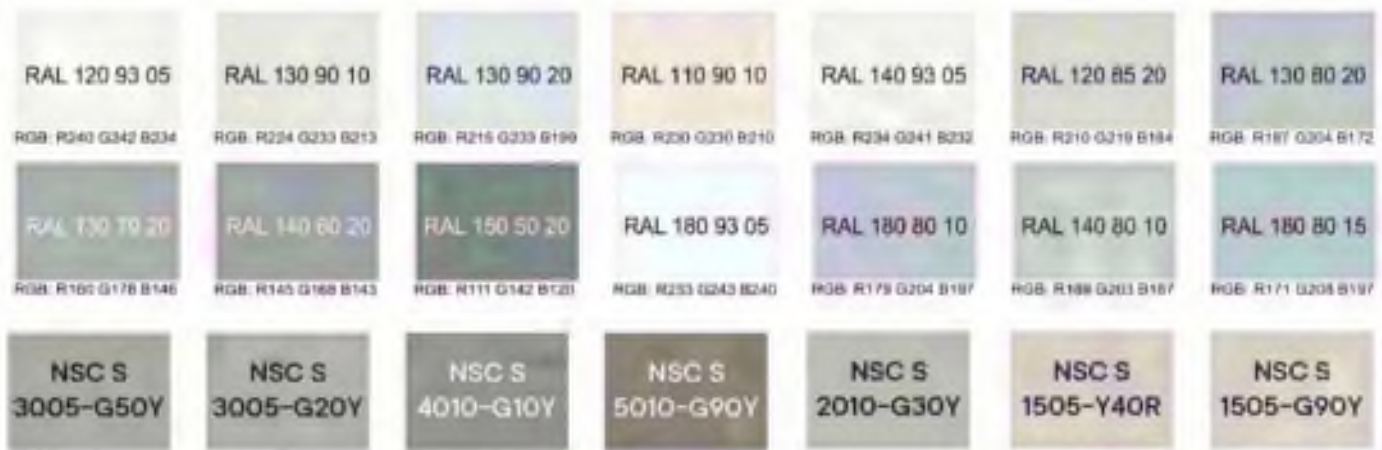 RAL 120 93 05 RAL 130 90 10 RAL 130 90 20 RAL 110 90 10 RAL 140 93 05 RAL 120 85 20 RAL 130 80 20
RGB: R240 G242 B234 RGB: R224 G233 B213 RGB: R215 G233 B199 RGB: R230 G230 B210 RGB: R234 G241 B232 RGB: R210 G219 B184 RGB: R187 G204 B172
RAL 130 70 20 RAL 140 60 20 RAL 150 50 20 RAL 180 93 05 RAL 180 80 10 RAL 140 80 10 RAL 180 80 15
RGB: R160 G178 B146 RGB: R145 G168 B143 RGB: R111 G142 B120 RGB: R233 G243 B240 RGB: R179 G204 B197 RGB: G203 RGB: R171 G205 B197
NSC S NSC S NSC S NSC S NSC S NSC S NSC S
3005-G50Y 3005-G20Y 4010-G10Y 5010-G90Y 2010-G30Y 1505-Y40R 1505-G90Y